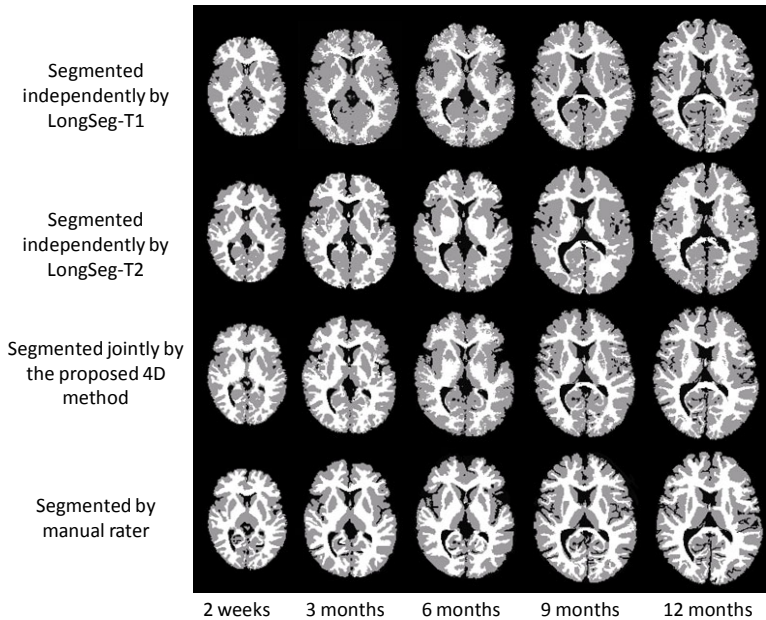 Segmented
independently by
LongSeg-T1
Segmented
independently by
LongSeg-T2
Segmented jointly by
the proposed 4D
method
Segmented by
manual rater
2 weeks 3 months 6 months 9 months 12 months